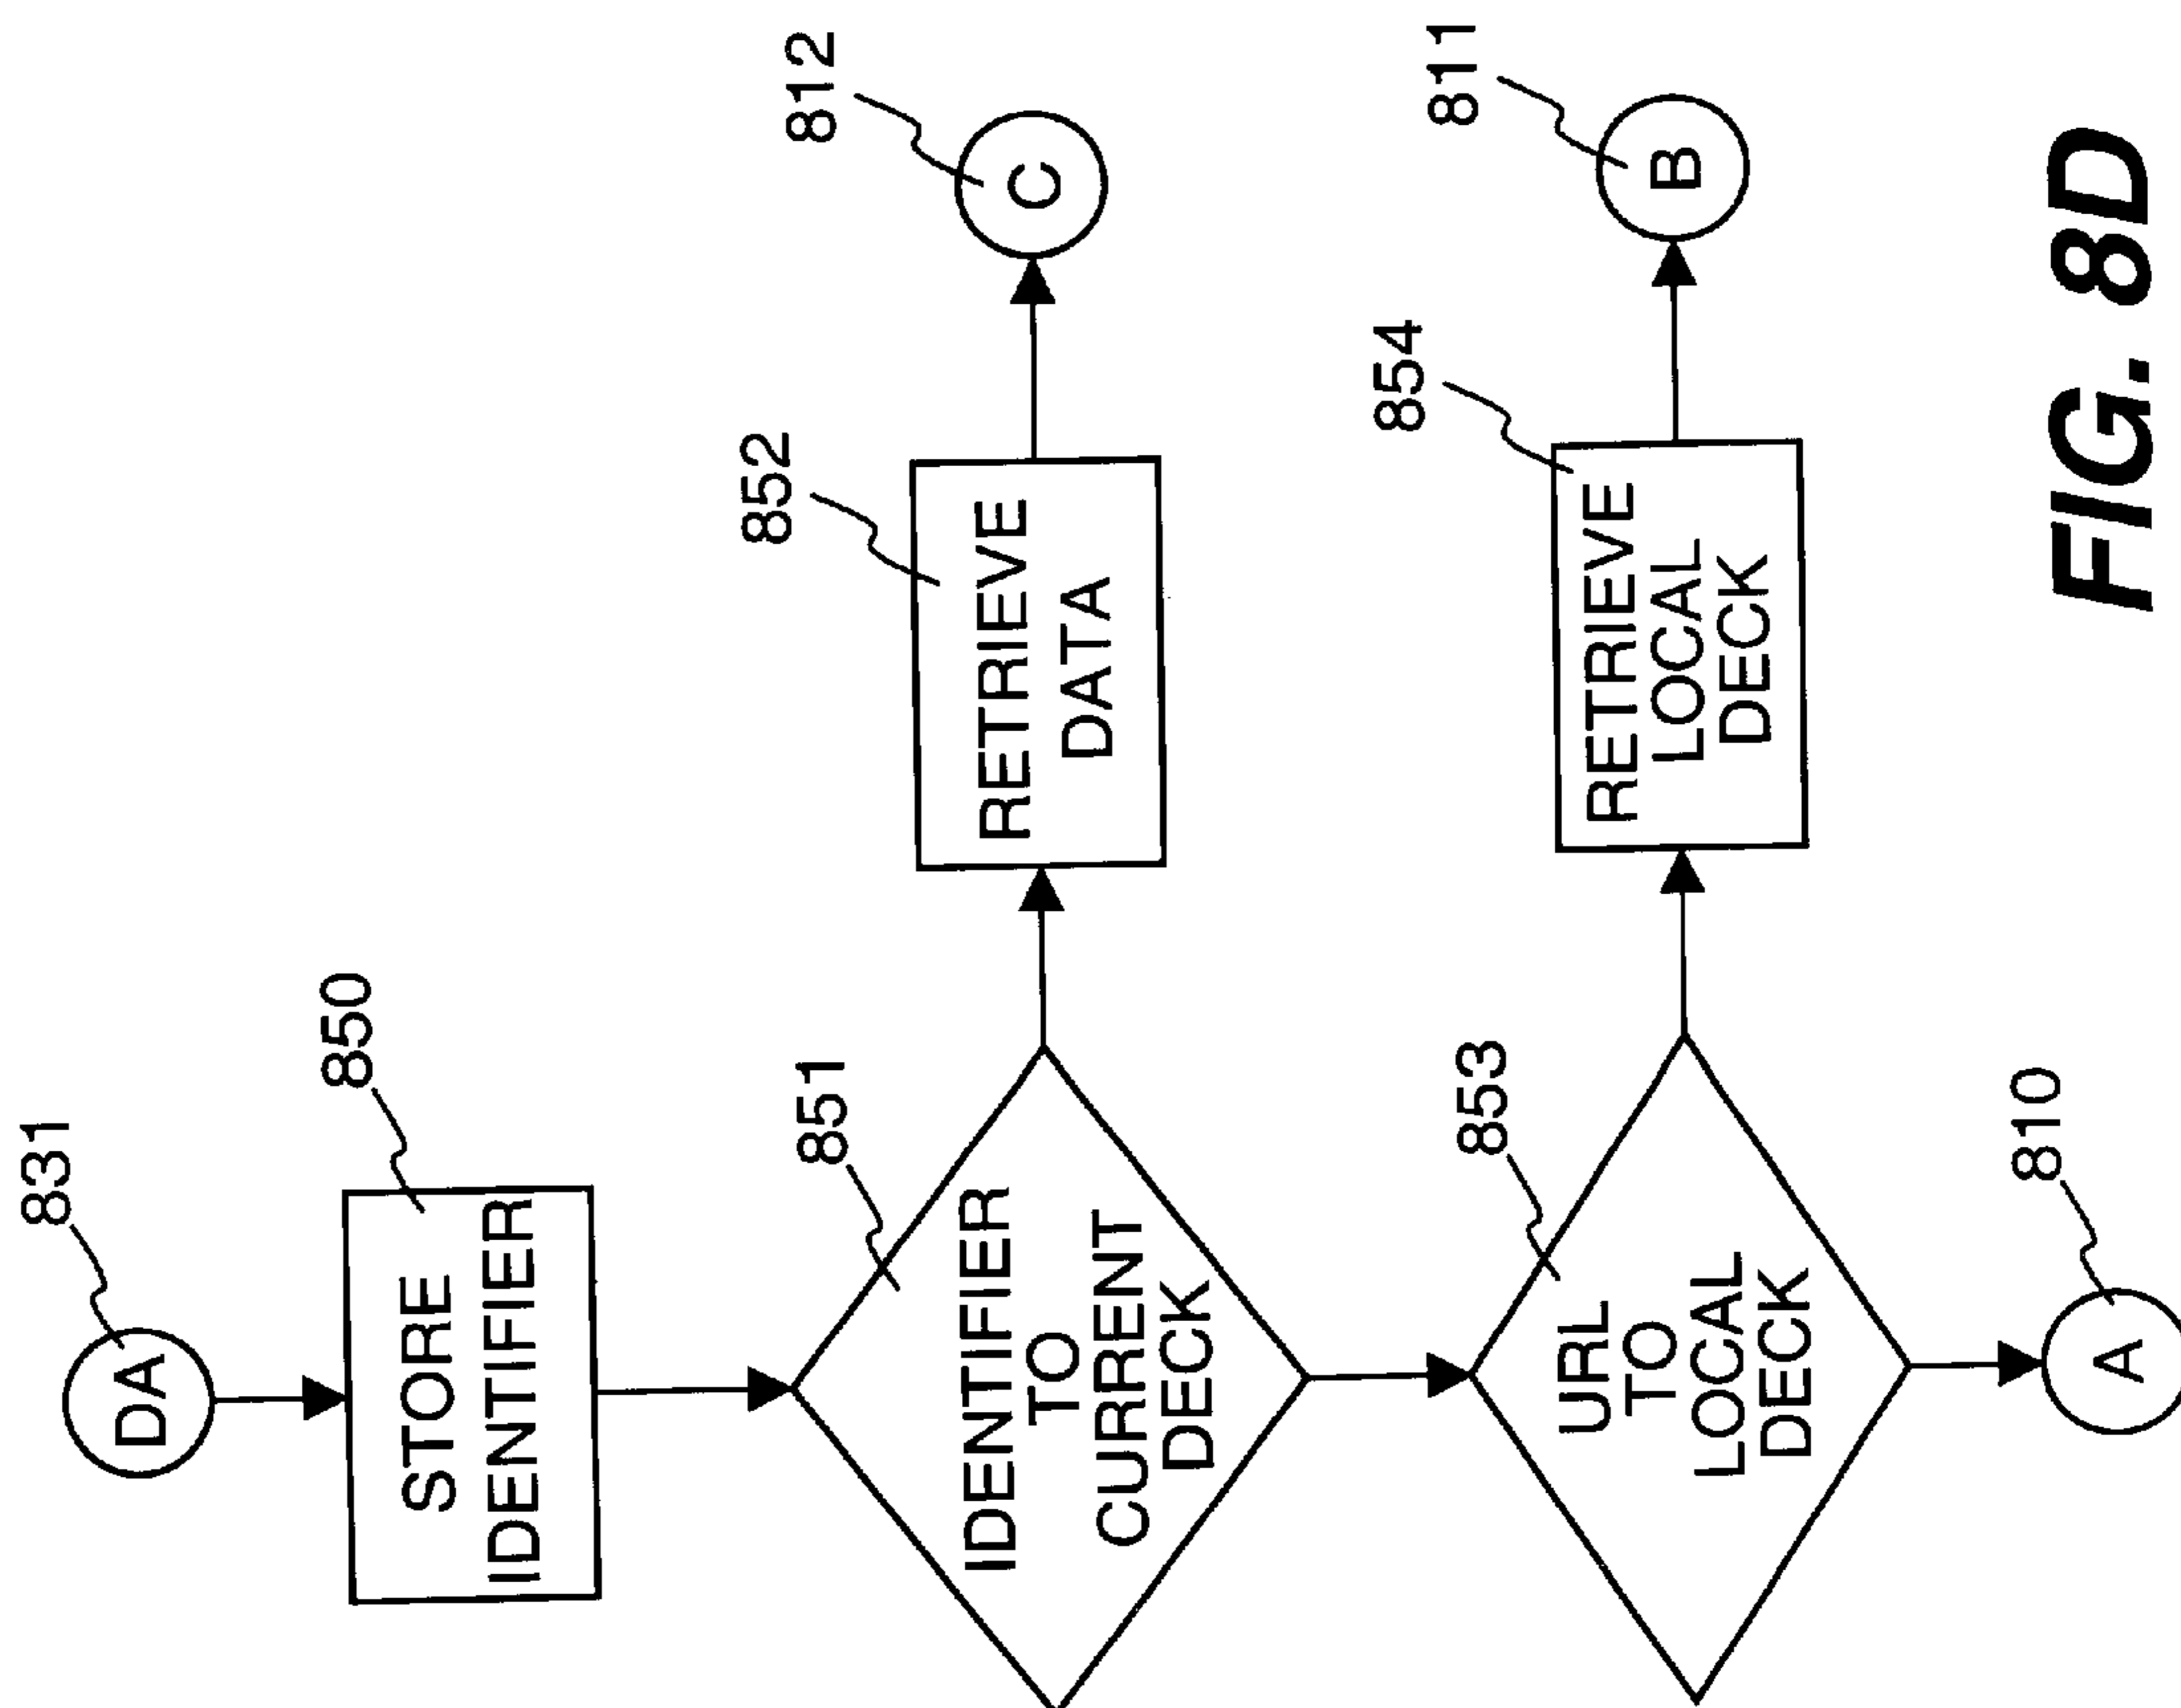 831
DA
850
STORE
IDENTIFIER
851
IDENTIFIER
TO
CURRENT
DECK
852
RETRIEVE
DATA
812
C
853
URL
TO
LOCAL
DECK
854
RETRIEVE
LOCAL
DECK
811
B
810
A
FIG. 8D